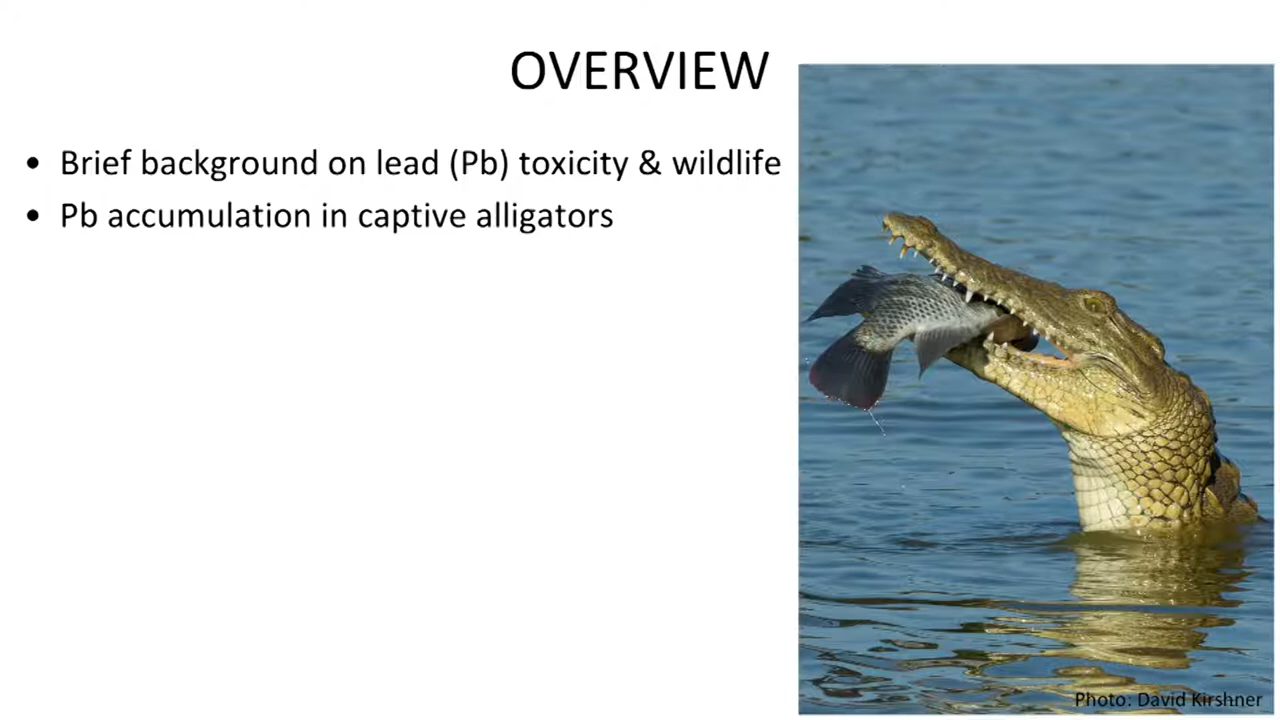 OVERVIEW
• Brief background on lead (Pb) toxicity & wildlife
• Pb accumulation in captive alligators
Photo: David Kirshner